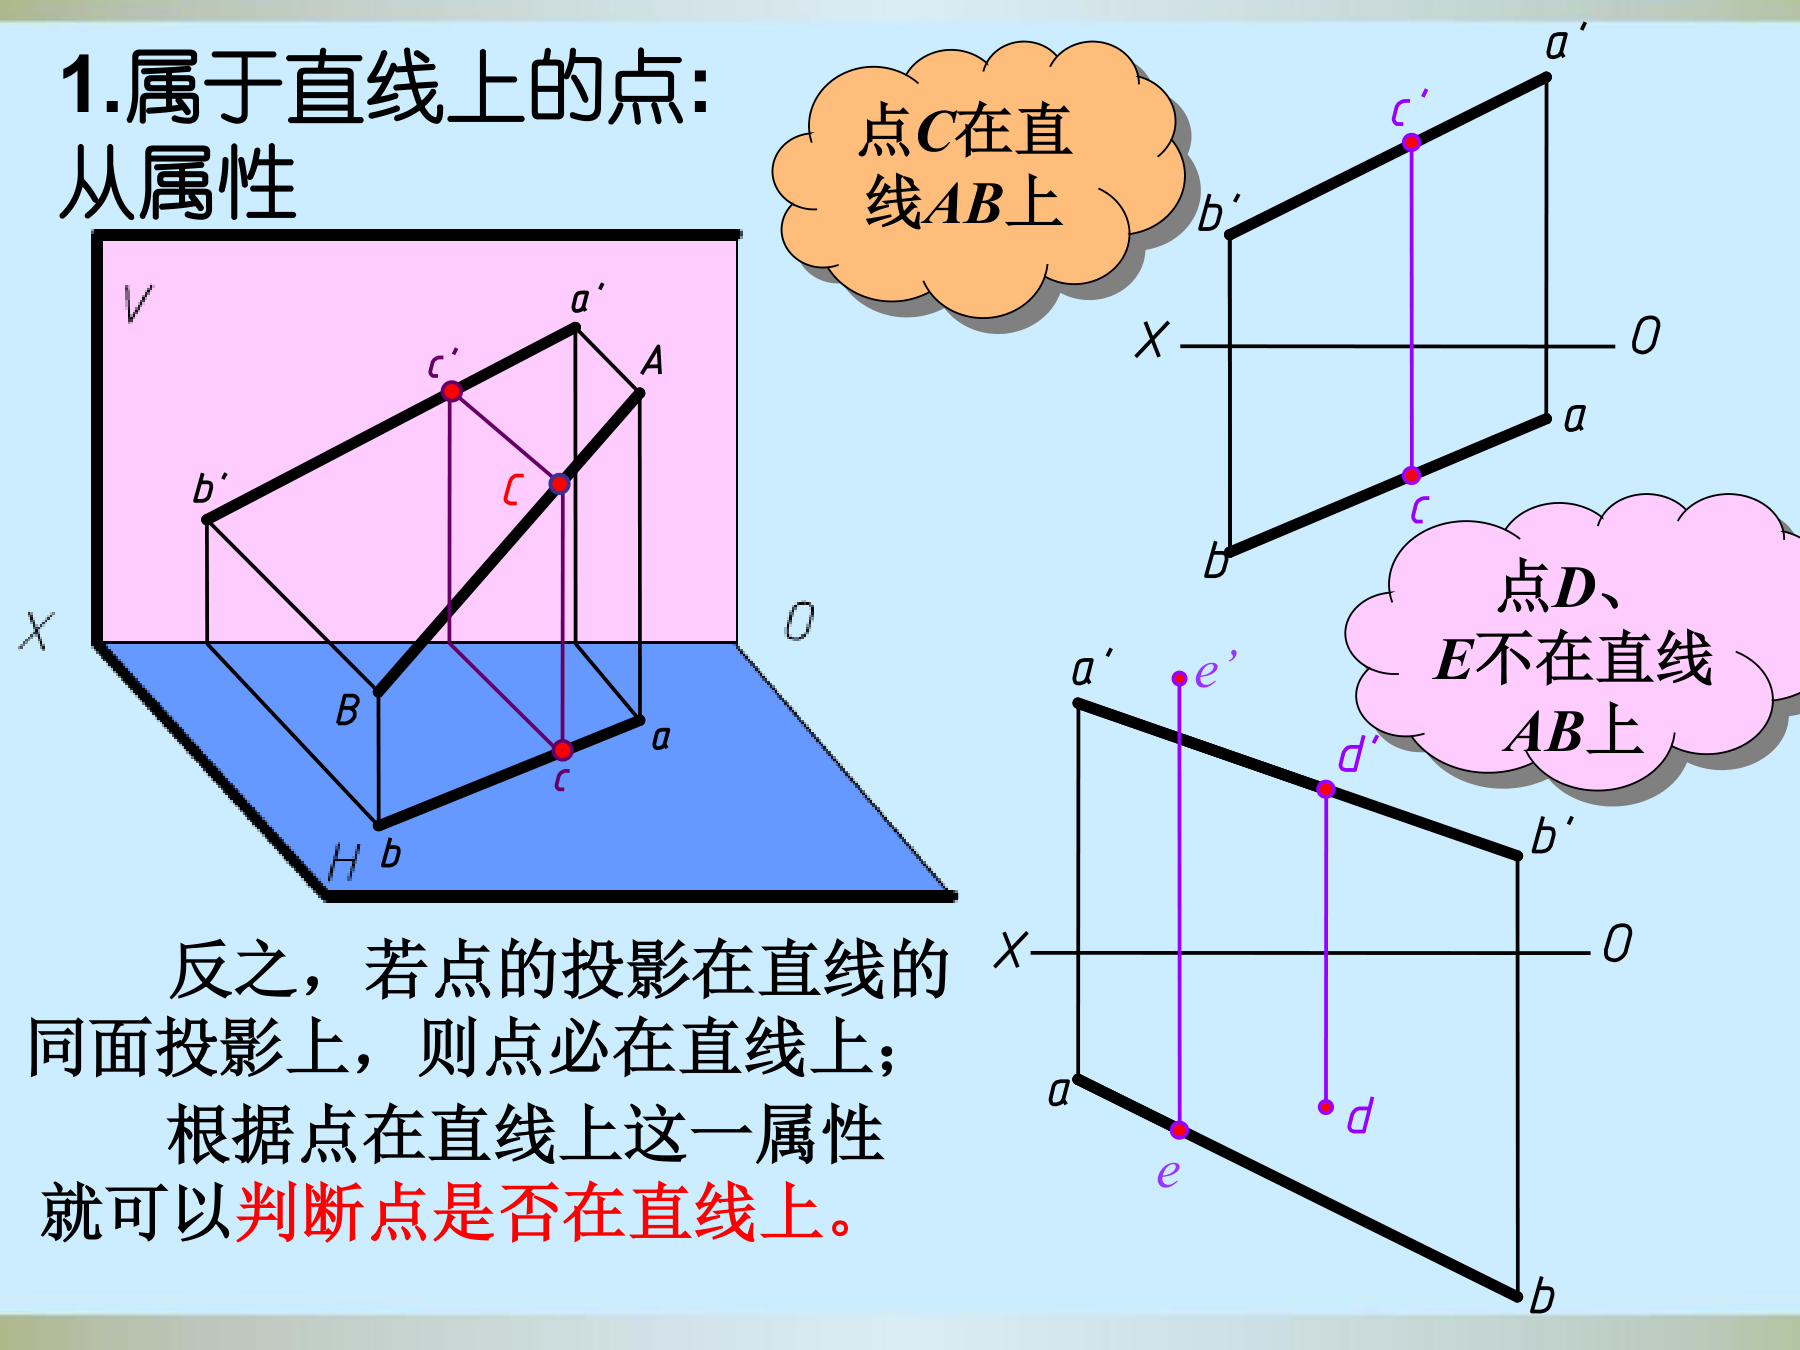 1.属于直线上的点:
从属性
点C在直
线AB上
a′
c′
b′
X
O
a
c
b
V
a′
c′
A
b′
C
X
O
B
a
c
H
b
点D、
E不在直线
AB上
a′
e’
d′
b′
X
O
a
d
e
b
反之，若点的投影在直线的
同面投影上，则点必在直线上；
根据点在直线上这一属性
就可以判断点是否在直线上。